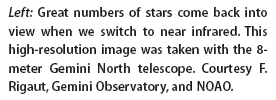 Left: Great numbers of stars come back into
view when we switch to near infrared. This
high-resolution image was taken with the 8-
meter Gemini North telescope. Courtesy F.
Rigaut, Gemini Observatory, and NOAO.